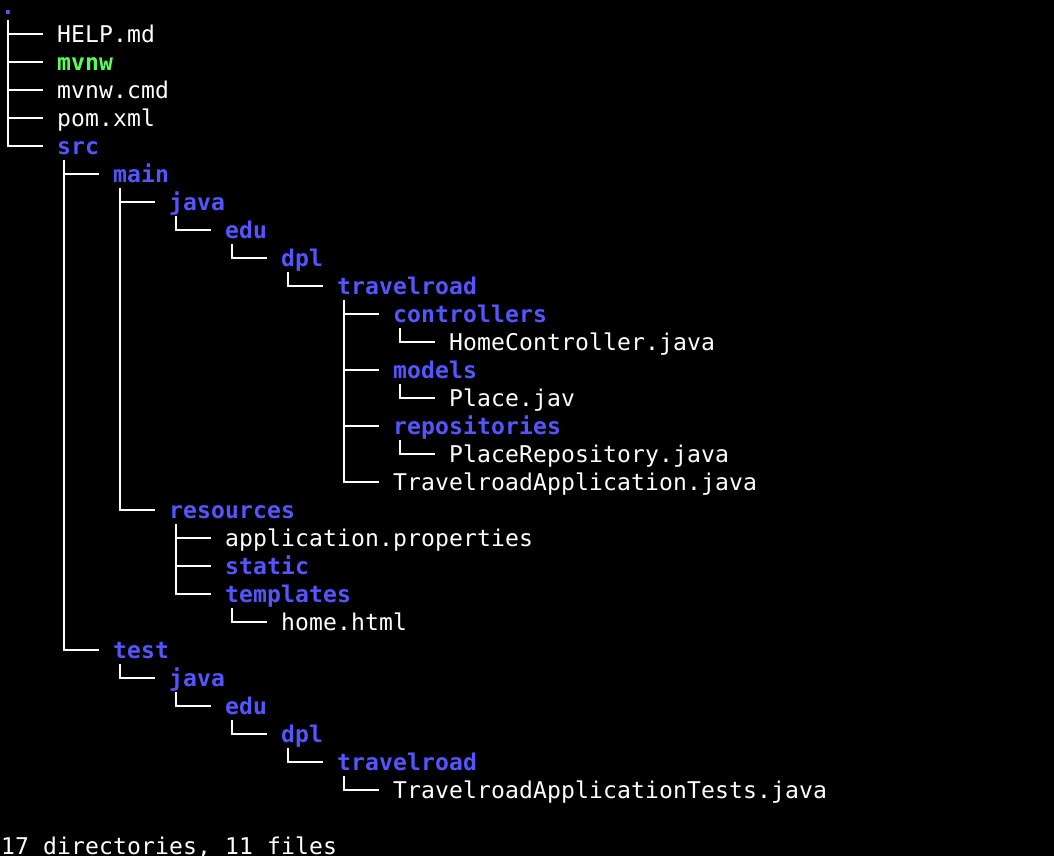 .
├── HELP.md
├── mvnw
├── mvnw.cmd
├── pom.xml
└── src
    ├── main
    │   ├── java
    │   │   └── edu
    │   │       └── dpl
    │   │           └── travelroad
    │   │               ├── controllers
    │   │               │   └── HomeController.java
    │   │               ├── models
    │   │               │   └── Place.jav
    │   │               ├── repositories
    │   │               │   └── PlaceRepository.java
    │   │               └── TravelroadApplication.java
    │   └── resources
    │       ├── application.properties
    │       ├── static
    │       └── templates
    │           └── home.html
    └── test
        └── java
            └── edu
                └── dpl
                    └── travelroad
                        └── TravelroadApplicationTests.java
17 directories, 11 files